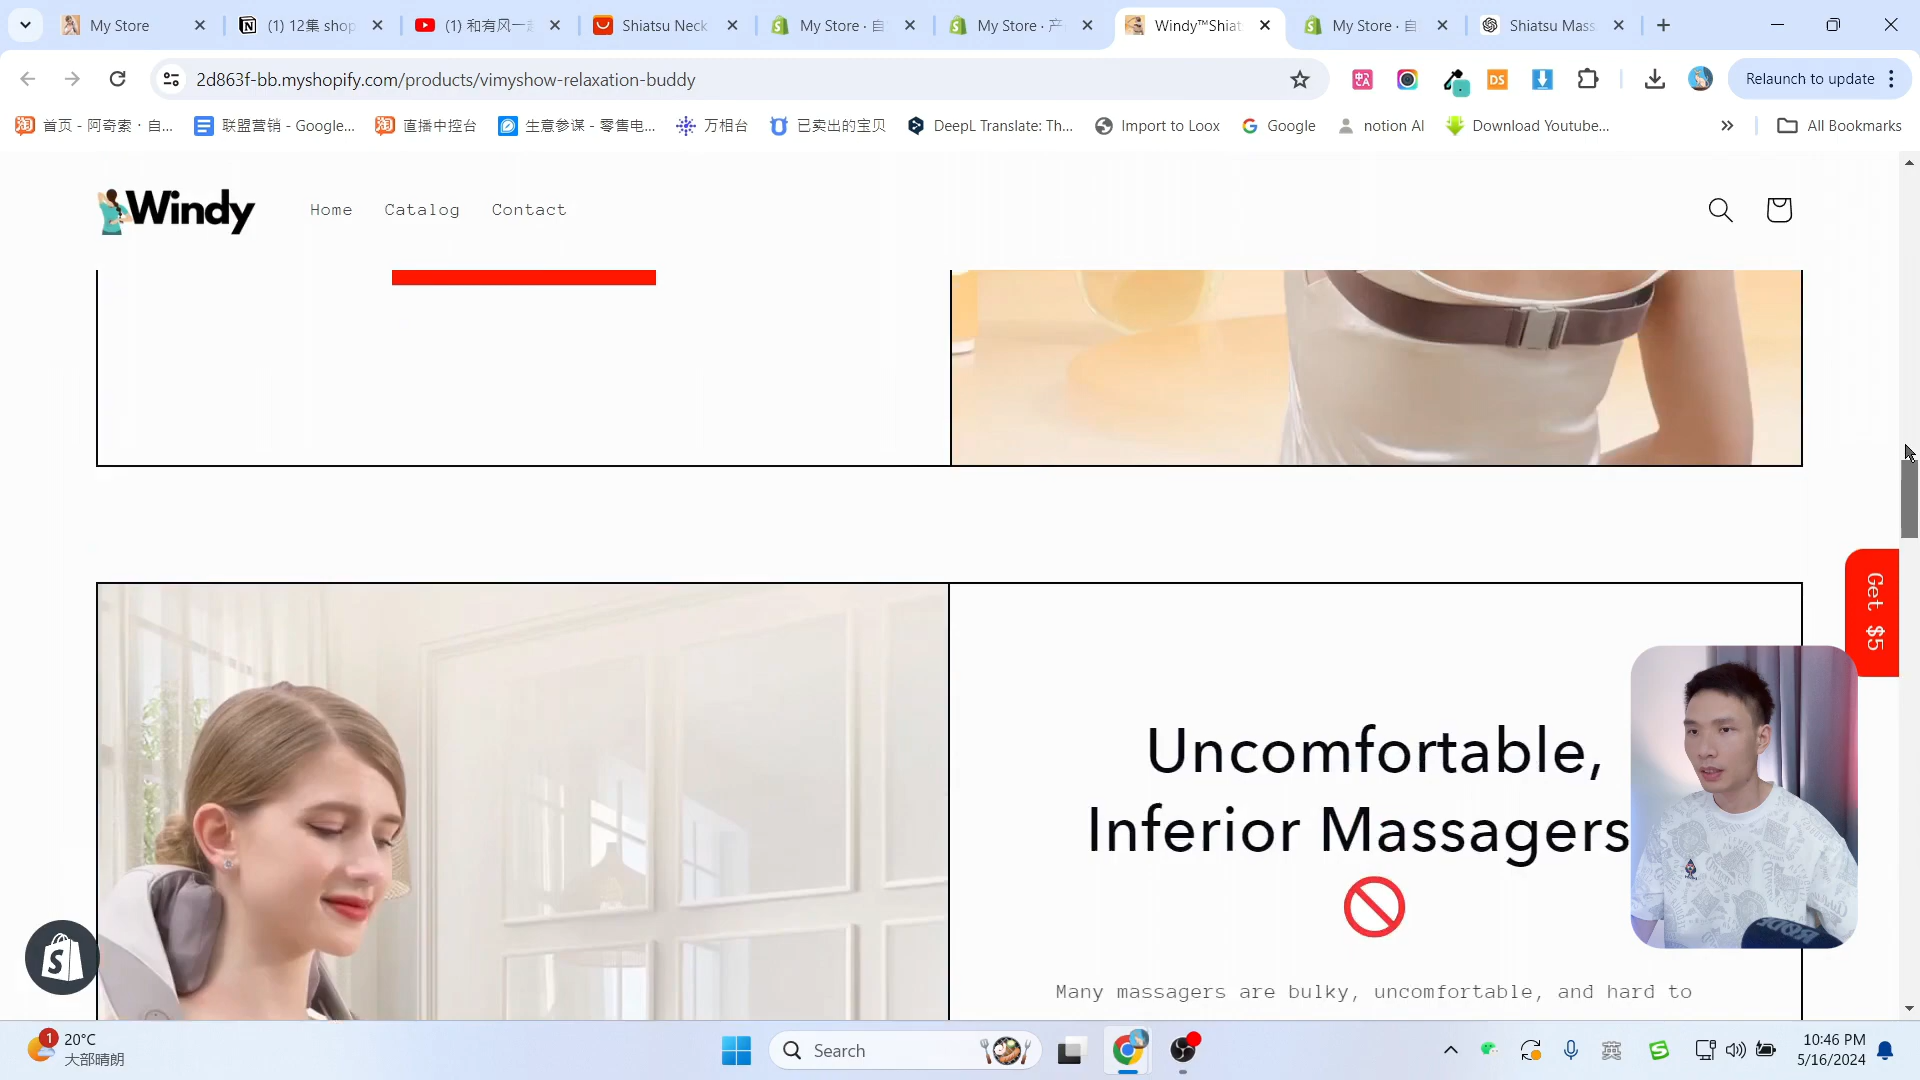 My Store
(1) 12集 shop
(1) 和有风一
Shiatsu Neck
My Store · 自
My Store · 产
Windy™Shiat
My Store · 自
Shiatsu Mass
2d863f-bb.myshopify.com/products/vimyshow-relaxation-buddy
Relaunch to update
首页 - 阿奇索 · 自...
联盟营销 - Google...
直播中控台
生意参谋 - 零售电...
万相台
已卖出的宝贝
DeepL Translate: Th...
Import to Loox
Google
notion AI
Download Youtube...
All Bookmarks
Windy
Home
Catalog
Contact
Get $5
Uncomfortable,
Inferior Massagers
Many massagers are bulky, uncomfortable, and hard to
1
20°C
大部晴朗
Search
英
10:46 PM
5/16/2024